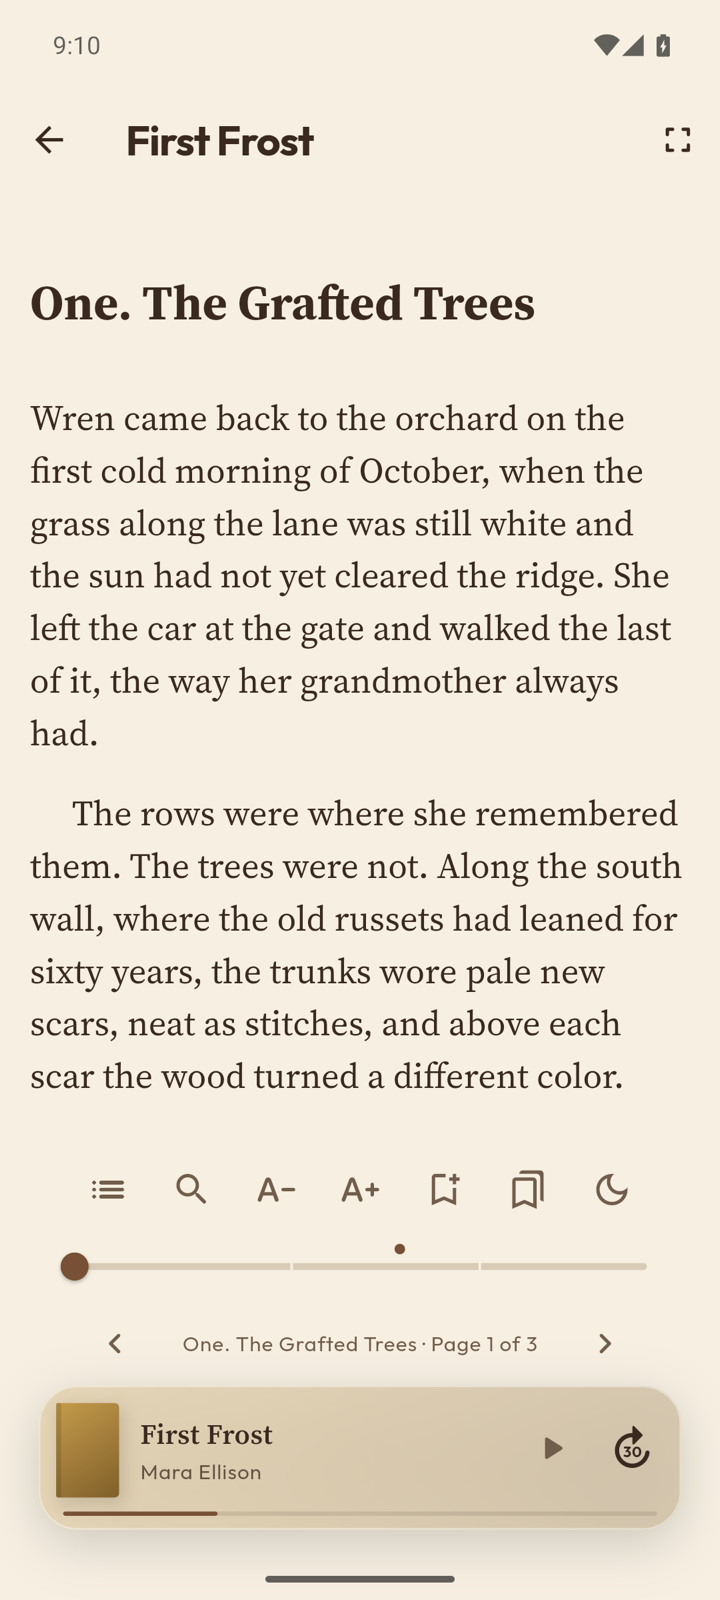 9:10
First Frost
One. The Grafted Trees
Wren came back to the orchard on the
first cold morning of October, when the
grass along the lane was still white and
the sun had not yet cleared the ridge. She
left the car at the gate and walked the last
of it, the way her grandmother always
had.
The rows were where she remembered
them. The trees were not. Along the south
wall, where the old russets had leaned for
sixty years, the trunks wore pale new
scars, neat as stitches, and above each
scar the wood turned a different color.
A− A+
One. The Grafted Trees · Page 1 of 3
First Frost
Mara Ellison
30